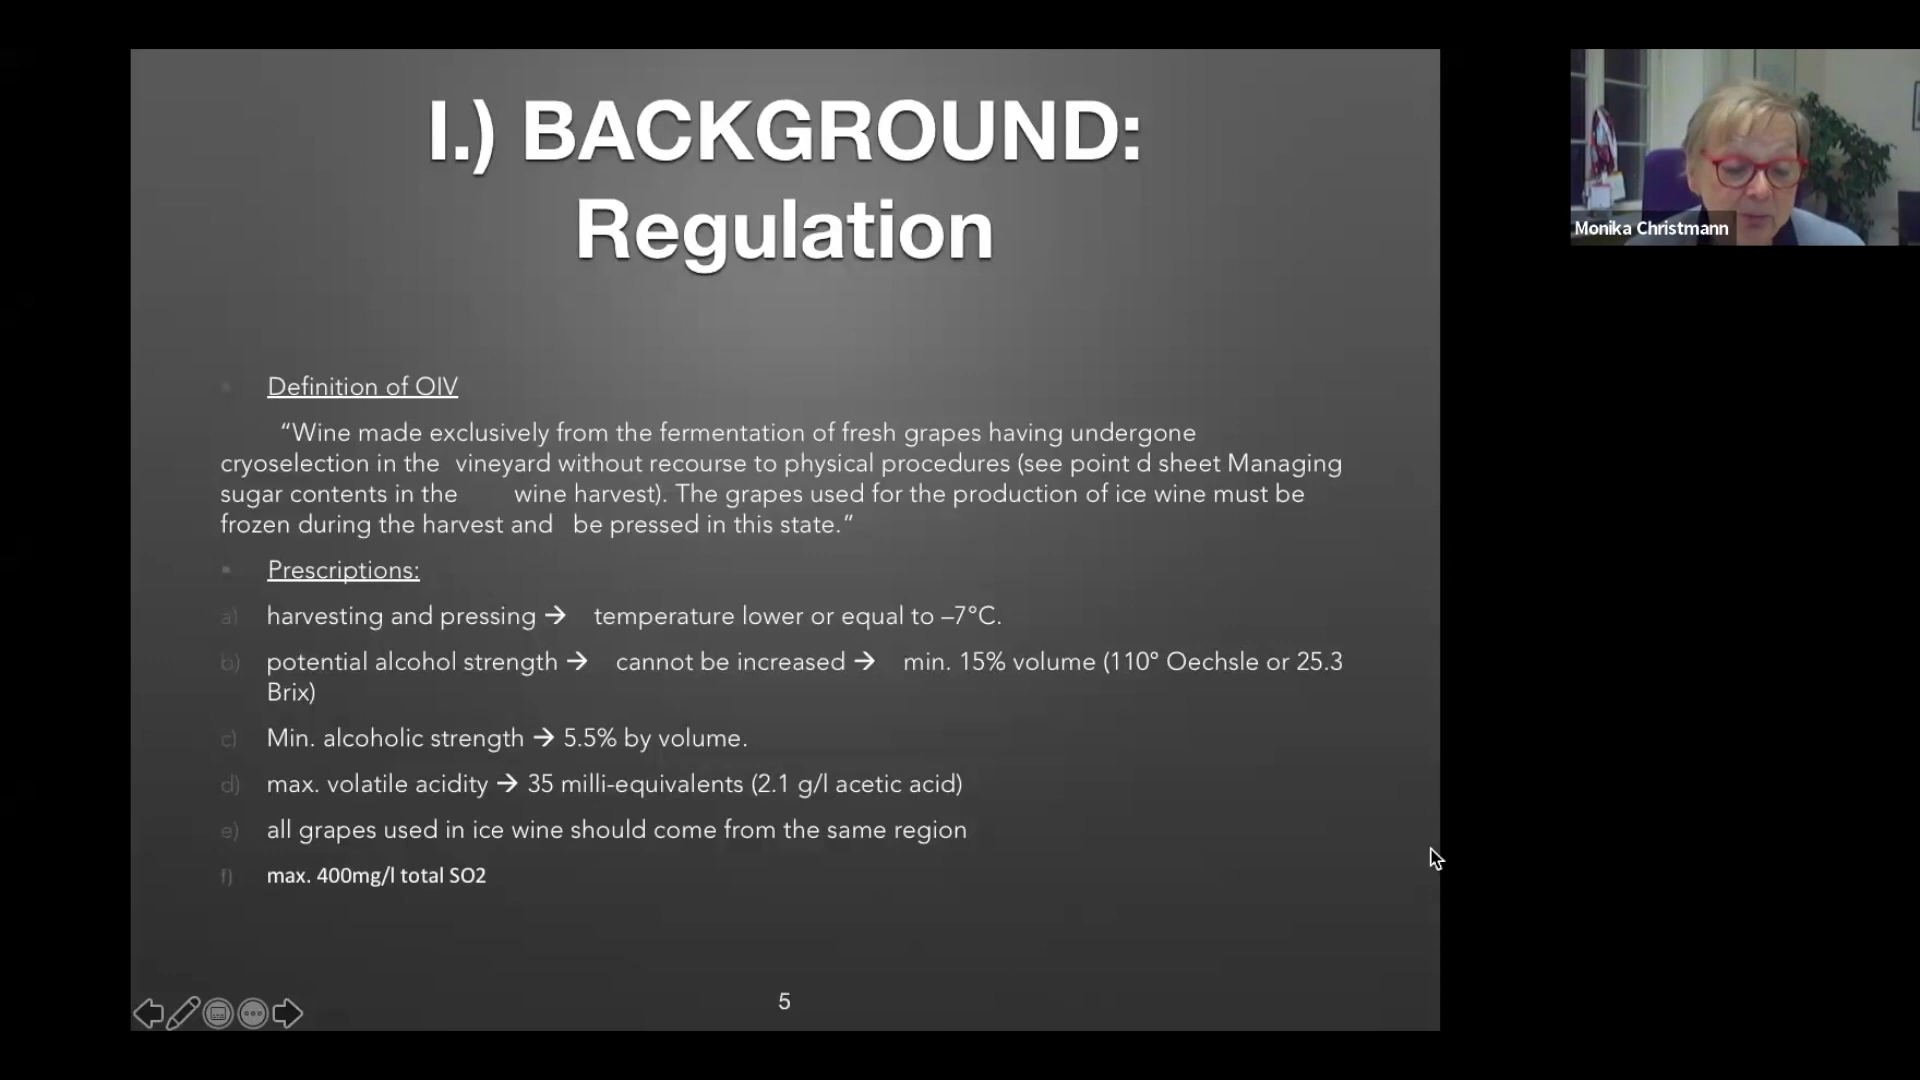 I.) BACKGROUND:
Regulation
Definition of OIV
“Wine made exclusively from the fermentation of fresh grapes having undergone
cryoselection in the vineyard without recourse to physical procedures (see point d sheet Managing
sugar contents in the wine harvest). The grapes used for the production of ice wine must be
frozen during the harvest and be pressed in this state.”
Prescriptions:
a) harvesting and pressing → temperature lower or equal to –7°C.
b) potential alcohol strength → cannot be increased → min. 15% volume (110° Oechsle or 25.3
Brix)
c) Min. alcoholic strength → 5.5% by volume.
d) max. volatile acidity → 35 milli-equivalents (2.1 g/l acetic acid)
e) all grapes used in ice wine should come from the same region
f) max. 400mg/l total SO2
5
Monika Christmann